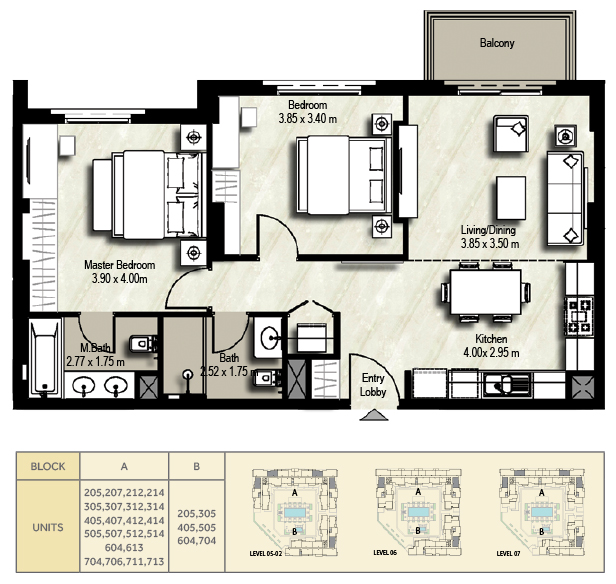 Balcony
Bedroom
3.85 x 3.40 m
Living/Dining
3.85 x 3.50 m
Master Bedroom
3.90 x 4.00m
M.Bath
2.77 x 1.75 m
Bath
2.52 x 1.75 m
Kitchen
4.00x 2.95 m
Entry
Lobby
BLOCK A B
UNITS
205,207,212,214
305,307,312,314
405,407,412,414
505,507,512,514
604,613
704,706,711,713
205,305
405,505
604,704
A
B
LEVEL 05-02
A
B
LEVEL 06
A
B
LEVEL 07